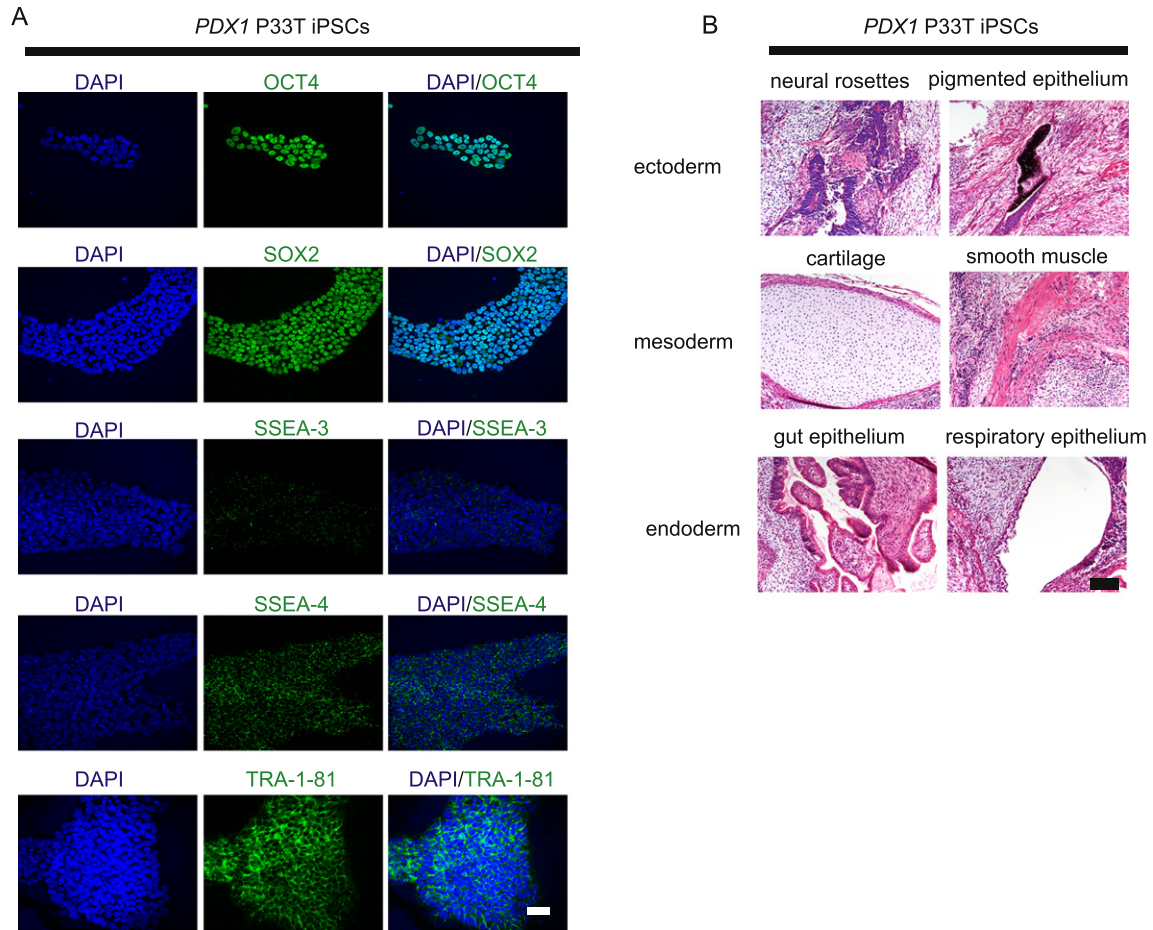 A
PDX1 P33T iPSCs
DAPI OCT4 DAPI/OCT4
DAPI SOX2 DAPI/SOX2
DAPI SSEA-3 DAPI/SSEA-3
DAPI SSEA-4 DAPI/SSEA-4
DAPI TRA-1-81 DAPI/TRA-1-81
B
PDX1 P33T iPSCs
neural rosettes pigmented epithelium
ectoderm
cartilage smooth muscle
mesoderm
gut epithelium respiratory epithelium
endoderm